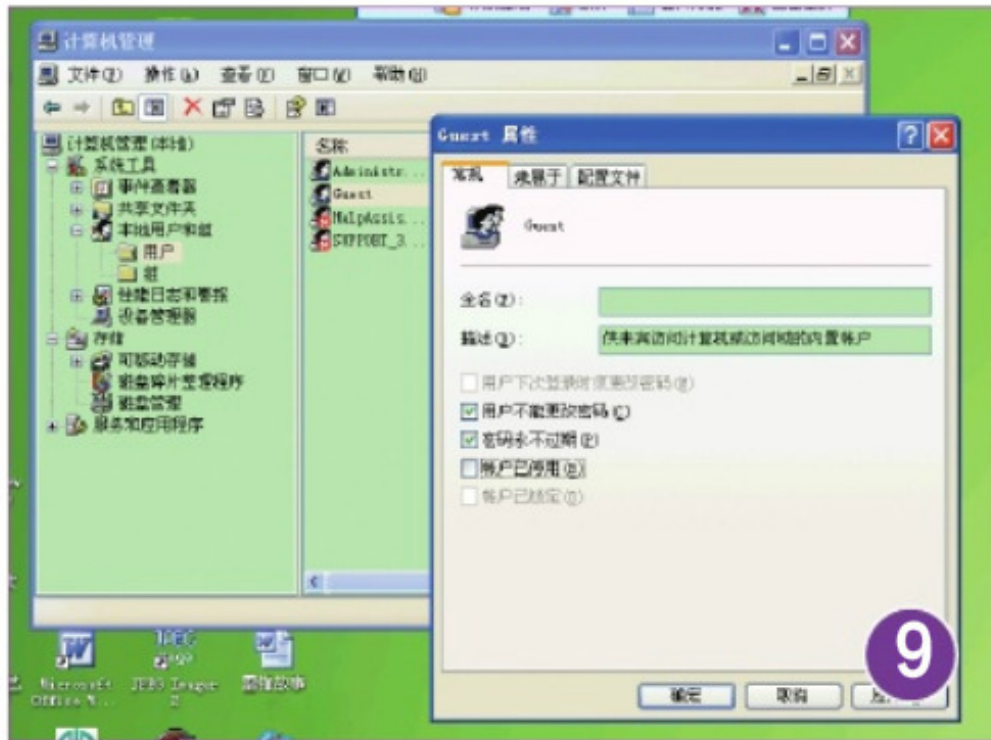 计算机管理
文件(F) 操作(A) 查看(V) 窗口(W) 帮助(H)
计算机管理(本地)
系统工具
事件查看器
共享文件夹
本地用户和组
用户
组
性能日志和警报
设备管理器
存储
可移动存储
磁盘碎片整理程序
磁盘管理
服务和应用程序
名称
Administr...
Guest
HelpAssis...
SUPPORT_3...
Guest 属性
常规 隶属于 配置文件
Guest
全名(F):
描述(D): 供来宾访问计算机或访问域的内置帐户
用户下次登录时须更改密码(M)
用户不能更改密码(C)
密码永不过期(P)
帐户已停用(B)
帐户已锁定(O)
确定 取消
9
Microsoft
Office W...
JPEG Imager
2